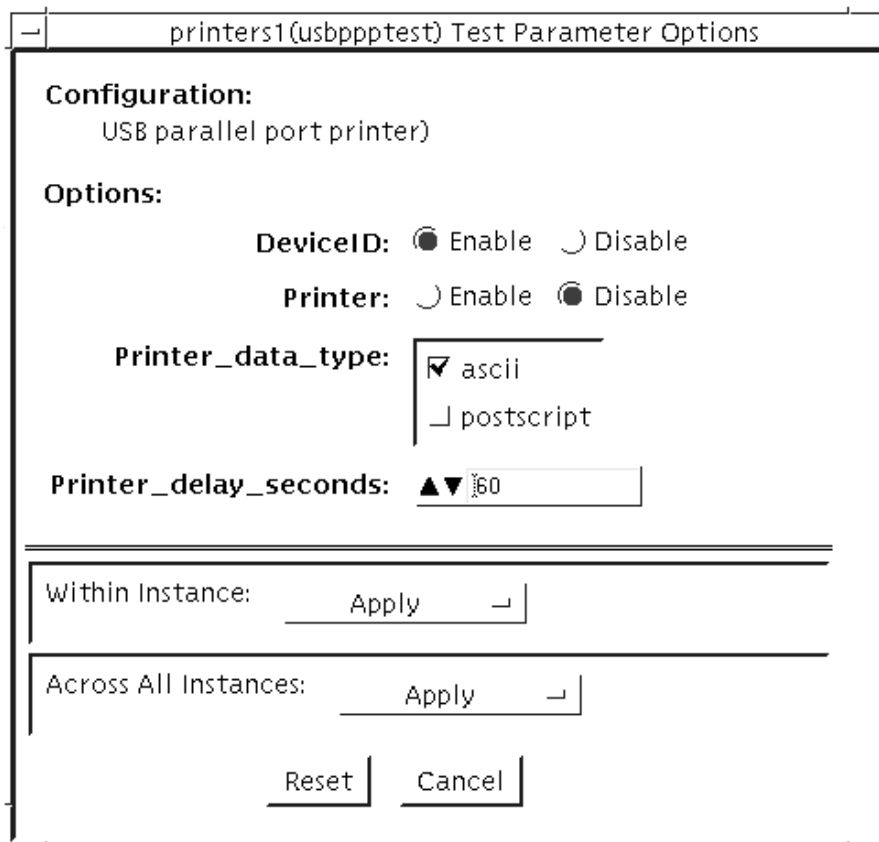 printers1(usbppptest) Test Parameter Options
Configuration:
USB parallel port printer)
Options:
DeviceID: Enable Disable
Printer: Enable Disable
Printer_data_type: ascii
postscript
Printer_delay_seconds: 60
Within Instance: Apply
Across All Instances: Apply
Reset Cancel